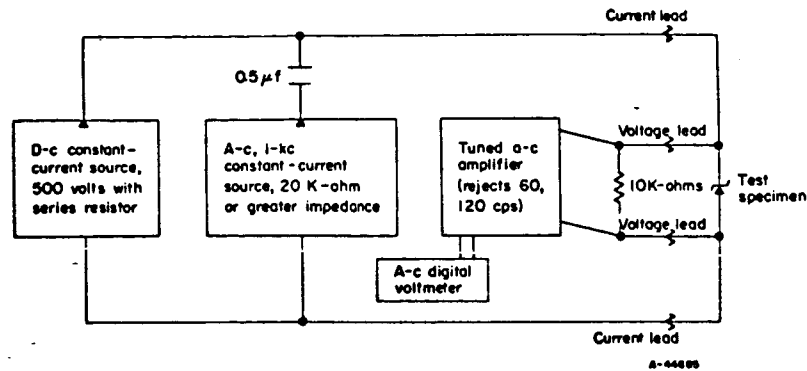 Current lead
0.5 μf
D-c constant-
current source,
500 volts with
series resistor
A-c, 1-kc
constant-current
source, 20 K-ohm
or greater impedance
Tuned a-c
amplifier
(rejects 60,
120 cps)
Voltage lead
10K-ohms
Test
specimen
Voltage lead
A-c digital
voltmeter
Current lead
A-44695